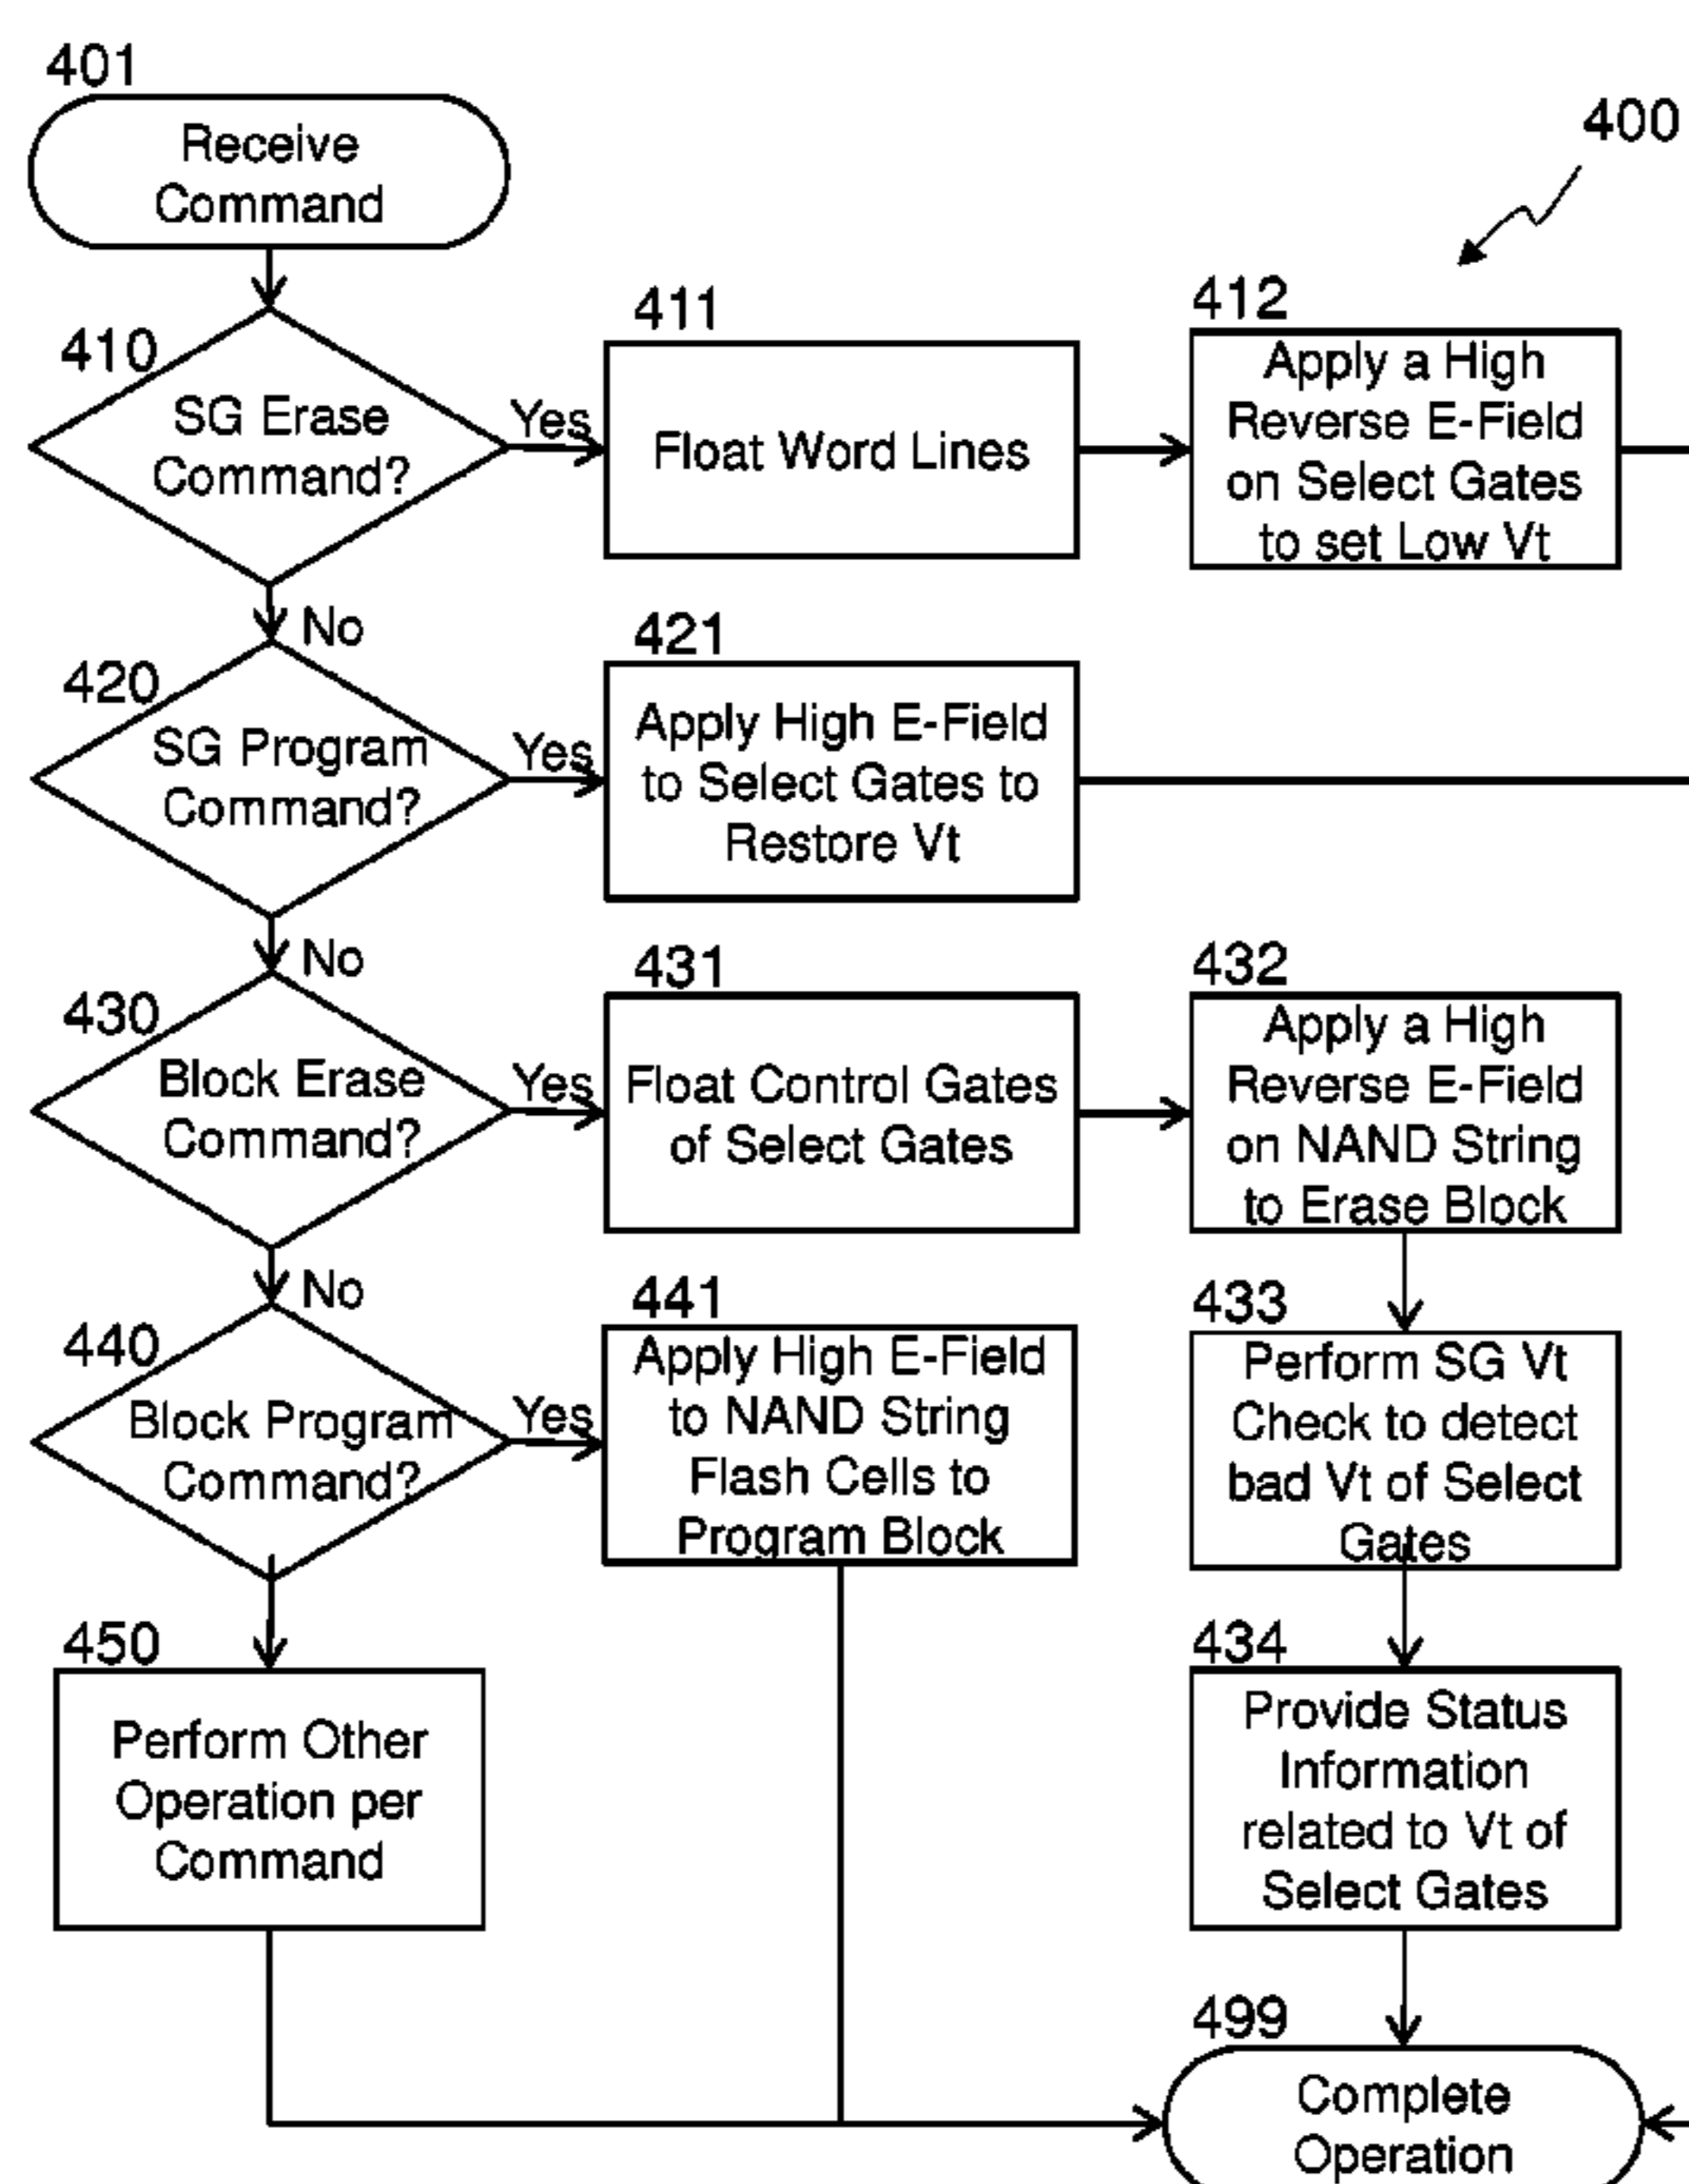 401
Receive
Command
400
410
SG Erase
Command?
Yes
411
Float Word Lines
412
Apply a High
Reverse E-Field
on Select Gates
to set Low Vt
No
420
SG Program
Command?
Yes
421
Apply High E-Field
to Select Gates to
Restore Vt
No
430
Block Erase
Command?
Yes
431
Float Control Gates
of Select Gates
432
Apply a High
Reverse E-Field
on NAND String
to Erase Block
No
440
Block Program
Command?
Yes
441
Apply High E-Field
to NAND String
Flash Cells to
Program Block
433
Perform SG Vt
Check to detect
bad Vt of Select
Gates
450
Perform Other
Operation per
Command
434
Provide Status
Information
related to Vt of
Select Gates
499
Complete
Operation